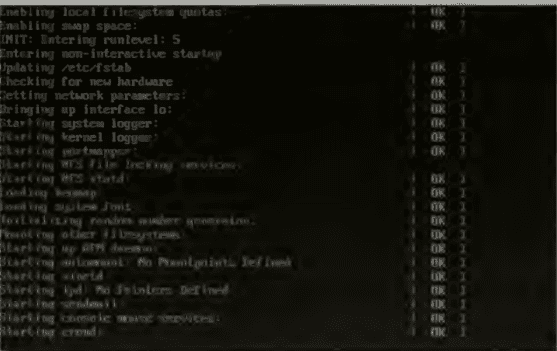 Enabling local filesystem quotas: [ OK ]
Enabling swap space: [ OK ]
INIT: Entering runlevel: 5
Entering non-interactive startup
Updating /etc/fstab [ OK ]
Checking for new hardware [ OK ]
Setting network parameters: [ OK ]
Bringing up interface lo: [ OK ]
Starting system logger: [ OK ]
Starting kernel logger: [ OK ]
Starting portmapper: [ OK ]
Starting NFS file locking services:
Starting NFS statd: [ OK ]
Loading keymap: [ OK ]
Loading system font: [ OK ]
Initializing random number generator: [ OK ]
Mounting other filesystems: [ OK ]
Starting up APM daemon: [ OK ]
Starting automount: No Mountpoints Defined [ OK ]
Starting xinetd: [ OK ]
Starting lpd: No Printers Defined [ OK ]
Starting sendmail: [ OK ]
Starting console mouse services: [ OK ]
Starting crond: [ OK ]